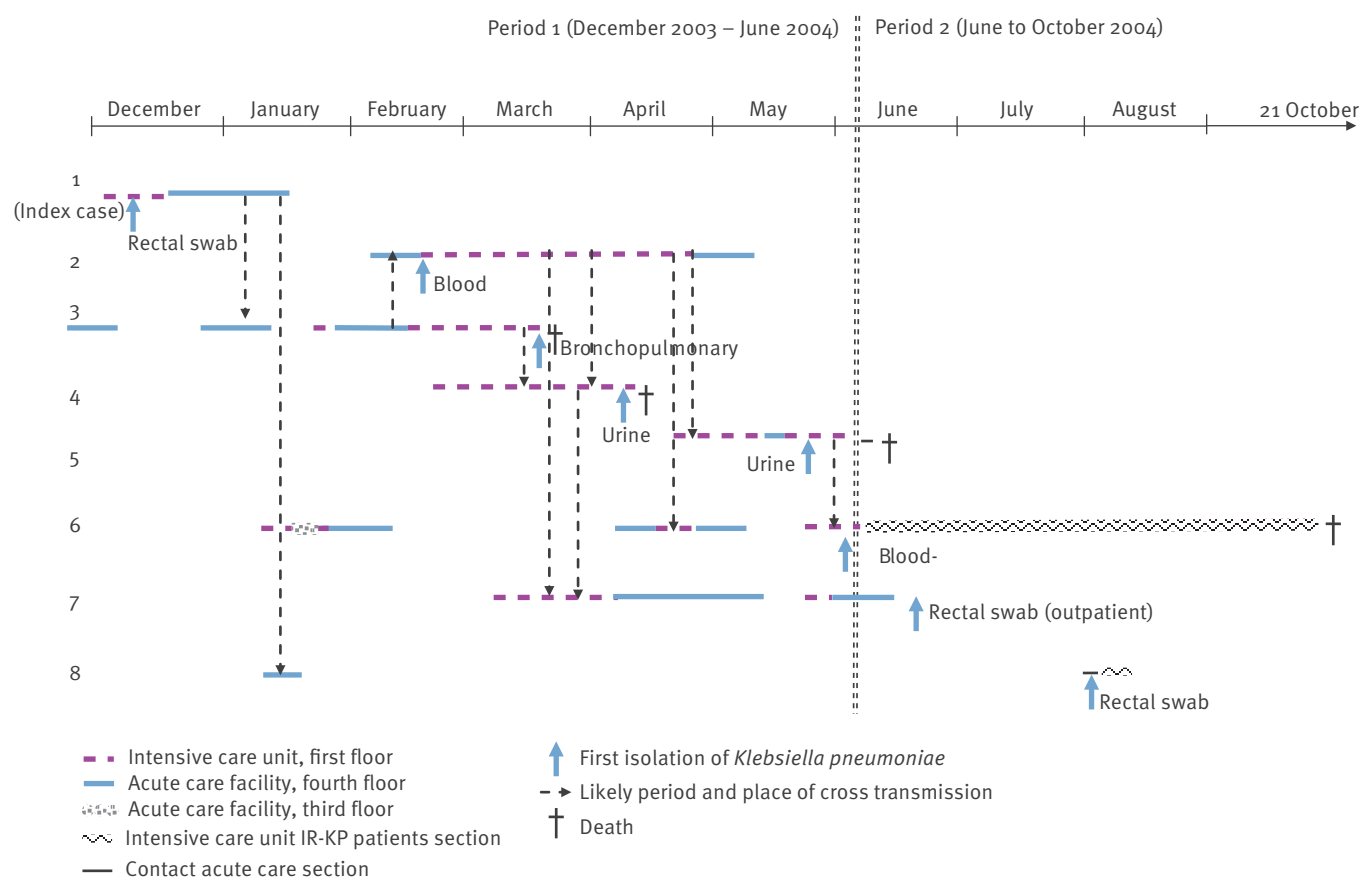 Period 1 (December 2003 – June 2004)
Period 2 (June to October 2004)
December
January
February
March
April
May
June
July
August
21 October
1
(Index case)
Rectal swab
2
Blood
3
Bronchopulmonary
4
Urine
5
Urine
6
Blood-
7
Rectal swab (outpatient)
8
Rectal swab
Intensive care unit, first floor
Acute care facility, fourth floor
Acute care facility, third floor
Intensive care unit IR-KP patients section
Contact acute care section
First isolation of Klebsiella pneumoniae
Likely period and place of cross transmission
Death